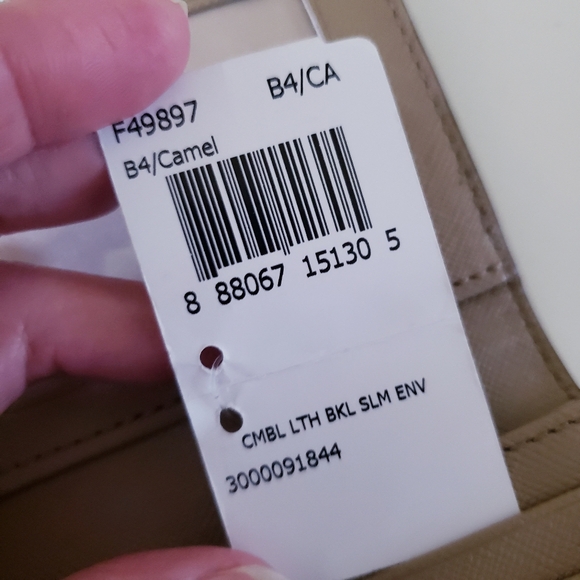 B4/CA
F49897
B4/Camel
8 88067 15130 5
CMBL LTH BKL SLM ENV
3000091844